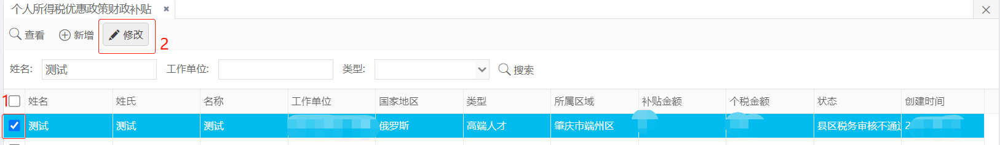 个人所得税优惠政策财政补贴
查看 新增 修改 2
姓名: 测试 工作单位: 类型: 搜索
1 姓名 姓氏 名称 工作单位 国家地区 类型 所属区域 补贴金额 个税金额 状态 创建时间
测试 测试 测试 俄罗斯 高端人才 肇庆市端州区 县区税务审核不通过 2